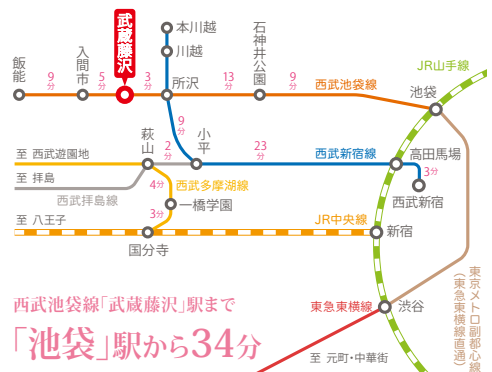 武蔵藤沢
本川越
川越
石神井公園
JR山手線
飯能
入間市
9分
5分
3分
所沢
13分
9分
西武池袋線
池袋
9分
萩山
小平
2分
23分
至 西武遊園地
西武新宿線
高田馬場
3分
至 拝島
4分
西武多摩湖線
西武拝島線
一橋学園
西武新宿
3分
至 八王子
JR中央線
新宿
国分寺
東京メトロ副都心線
(東急東横線直通)
西武池袋線「武蔵藤沢」駅まで
東急東横線
渋谷
「池袋」駅から34分
至 元町・中華街